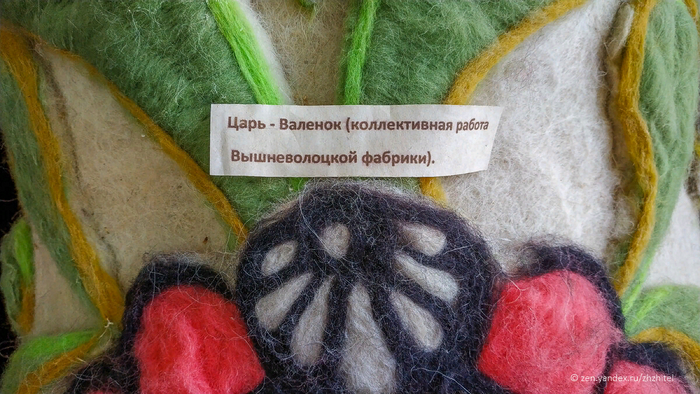 Царь - Валенок (коллективная работа
Вышневолоцкой фабрики).
© zen.yandex.ru/zhzhitel